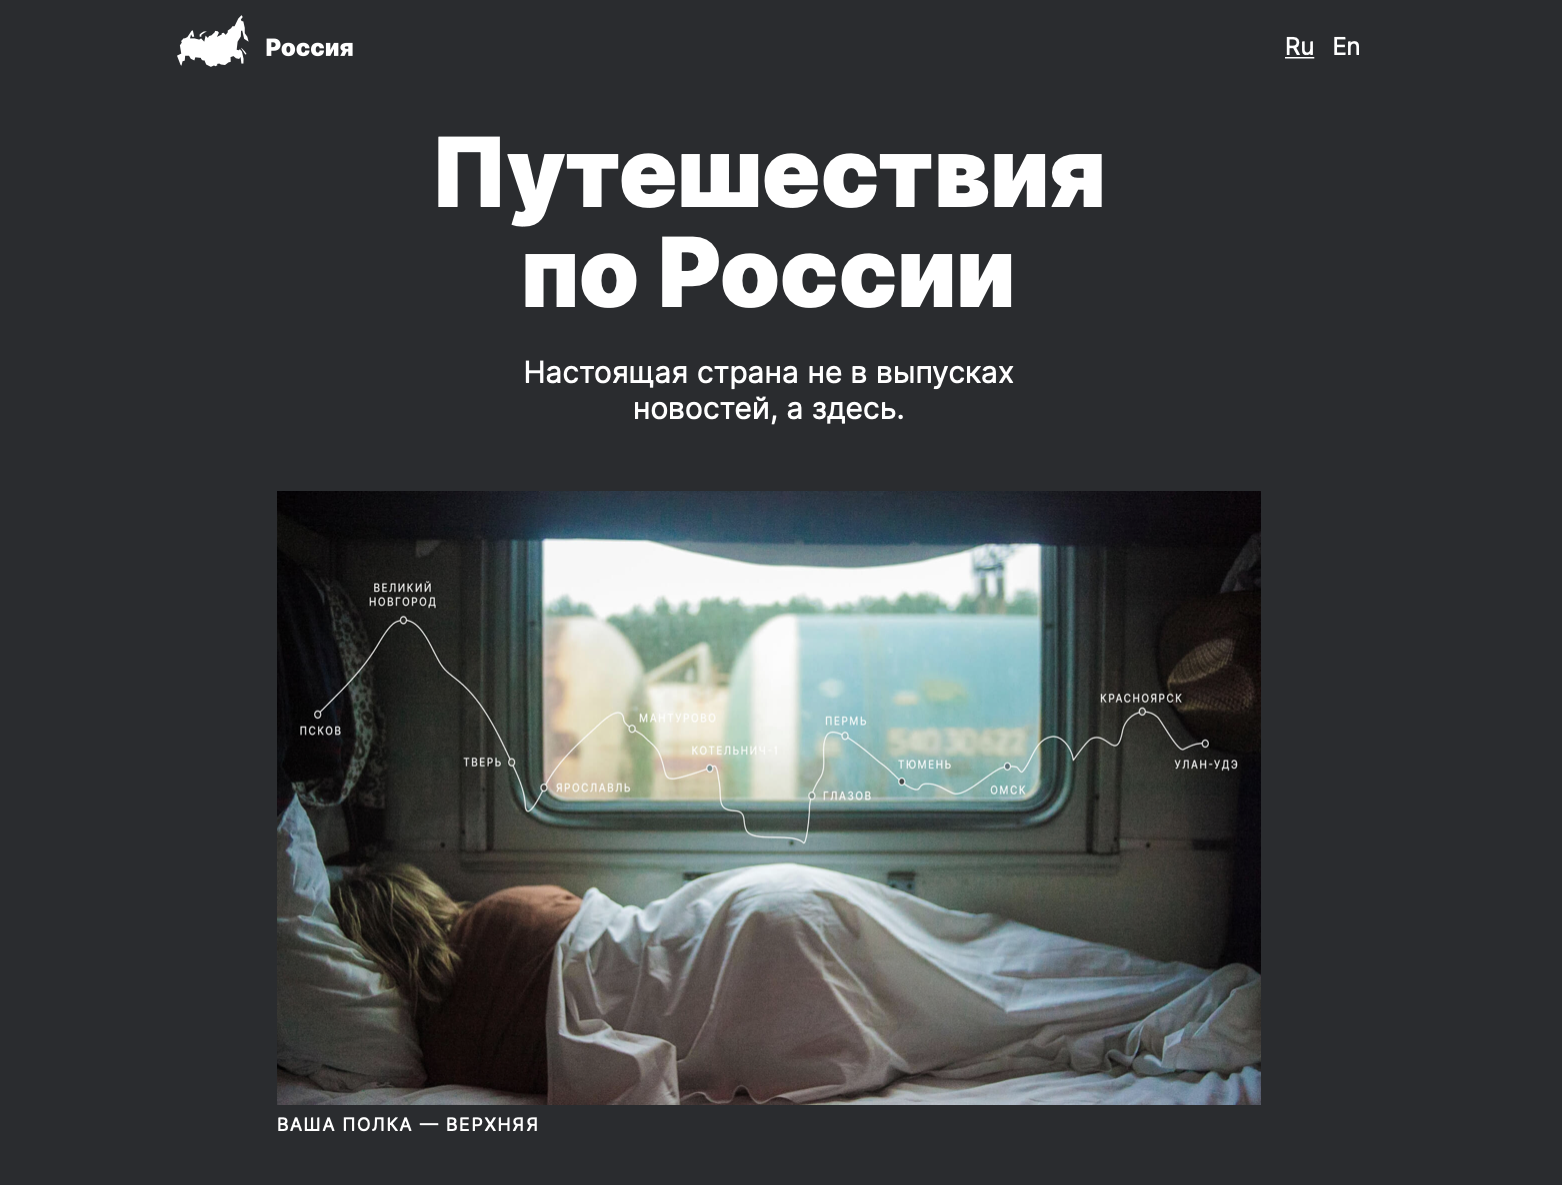 Россия
Ru En
Путешествия
по России
Настоящая страна не в выпусках
новостей, а здесь.
ВЕЛИКИЙ
НОВГОРОД
ПСКОВ
ТВЕРЬ
ЯРОСЛАВЛЬ
МАНТУРОВО
КОТЕЛЬНИЧ-1
ГЛАЗОВ
ПЕРМЬ
ТЮМЕНЬ
ОМСК
КРАСНОЯРСК
УЛАН-УДЭ
54030622
ВАША ПОЛКА — ВЕРХНЯЯ